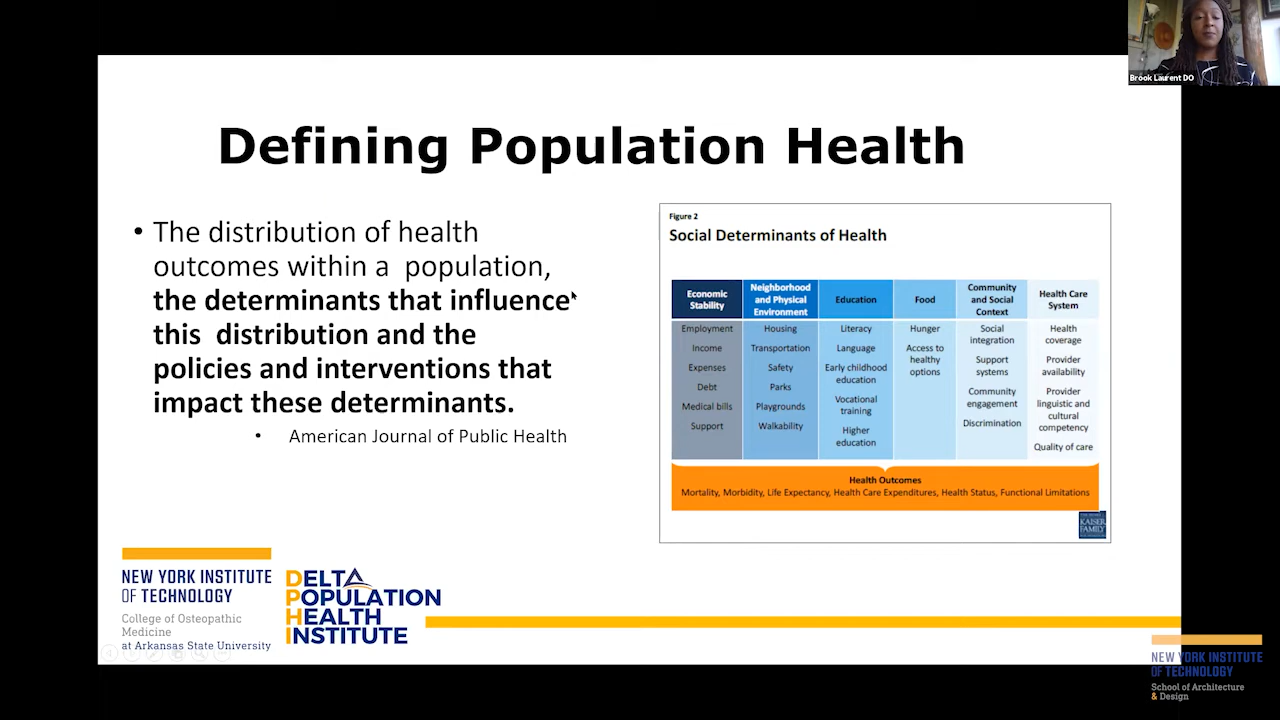 Brook Laurent DO
Defining Population Health
• The distribution of health
outcomes within a population,
the determinants that influence
this distribution and the
policies and interventions that
impact these determinants.
• American Journal of Public Health
Figure 2
Social Determinants of Health
Economic
Stability
Employment
Income
Expenses
Debt
Medical bills
Support
Neighborhood
and Physical
Environment
Housing
Transportation
Safety
Parks
Playgrounds
Walkability
Education
Literacy
Language
Early childhood
education
Vocational
training
Higher
education
Food
Hunger
Access to
healthy
options
Community
and Social
Context
Social
integration
Support
systems
Community
engagement
Discrimination
Health Care
System
Health
coverage
Provider
availability
Provider
linguistic and
cultural
competency
Quality of care
Health Outcomes
Mortality, Morbidity, Life Expectancy, Health Care Expenditures, Health Status, Functional Limitations
KAISER
FAMILY
NEW YORK INSTITUTE
OF TECHNOLOGY
College of Osteopathic
Medicine
at Arkansas State University
DELTA
POPULATION
HEALTH
INSTITUTE
NEW YORK INSTITUTE
OF TECHNOLOGY
School of Architecture
& Design